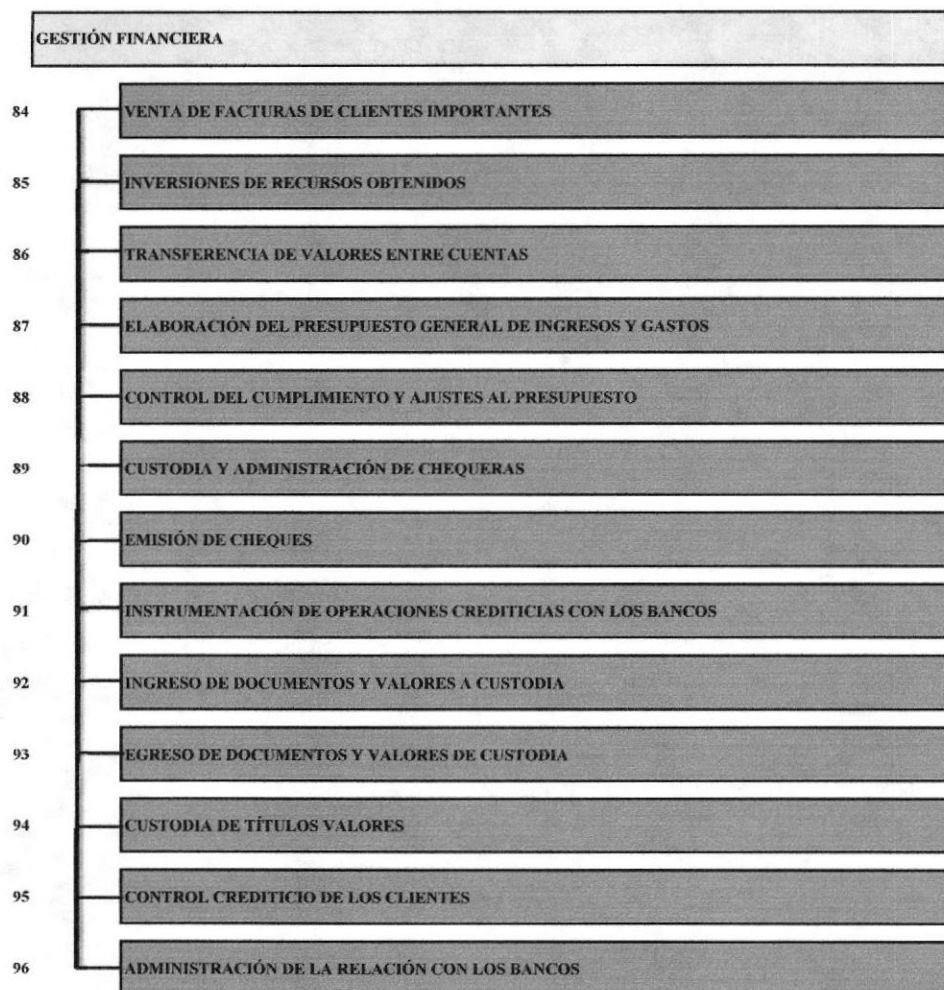 GESTIÓN FINANCIERA
84 VENTA DE FACTURAS DE CLIENTES IMPORTANTES
85 INVERSIONES DE RECURSOS OBTENIDOS
86 TRANSFERENCIA DE VALORES ENTRE CUENTAS
87 ELABORACIÓN DEL PRESUPUESTO GENERAL DE INGRESOS Y GASTOS
88 CONTROL DEL CUMPLIMIENTO Y AJUSTES AL PRESUPUESTO
89 CUSTODIA Y ADMINISTRACIÓN DE CHEQUERAS
90 EMISIÓN DE CHEQUES
91 INSTRUMENTACIÓN DE OPERACIONES CREDITICIAS CON LOS BANCOS
92 INGRESO DE DOCUMENTOS Y VALORES A CUSTODIA
93 EGRESO DE DOCUMENTOS Y VALORES DE CUSTODIA
94 CUSTODIA DE TÍTULOS VALORES
95 CONTROL CREDITICIO DE LOS CLIENTES
96 ADMINISTRACIÓN DE LA RELACIÓN CON LOS BANCOS